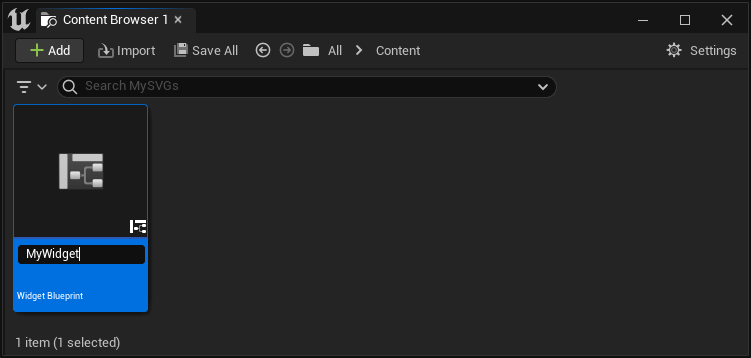 Content Browser 1
Add Import Save All All Content Settings
Search MySVGs
MyWidget
Widget Blueprint
1 item (1 selected)